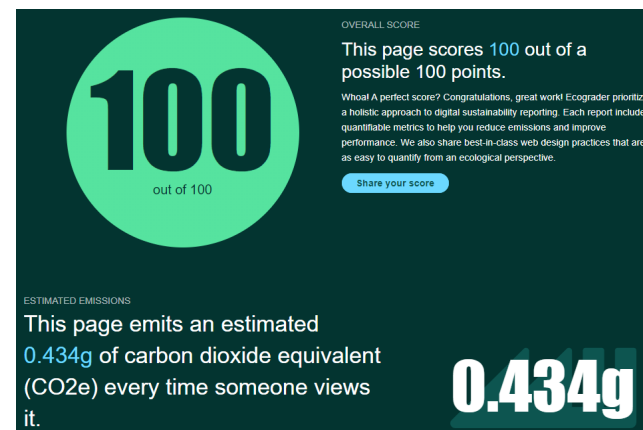 100
out of 100
OVERALL SCORE
This page scores 100 out of a
possible 100 points.
Whoa! A perfect score? Congratulations, great work! Ecograder prioritiz
a holistic approach to digital sustainability reporting. Each report include
quantifiable metrics to help you reduce emissions and improve
performance. We also share best-in-class web design practices that are
as easy to quantify from an ecological perspective.
Share your score
ESTIMATED EMISSIONS
This page emits an estimated
0.434g of carbon dioxide equivalent
(CO2e) every time someone views
it.
0.434g